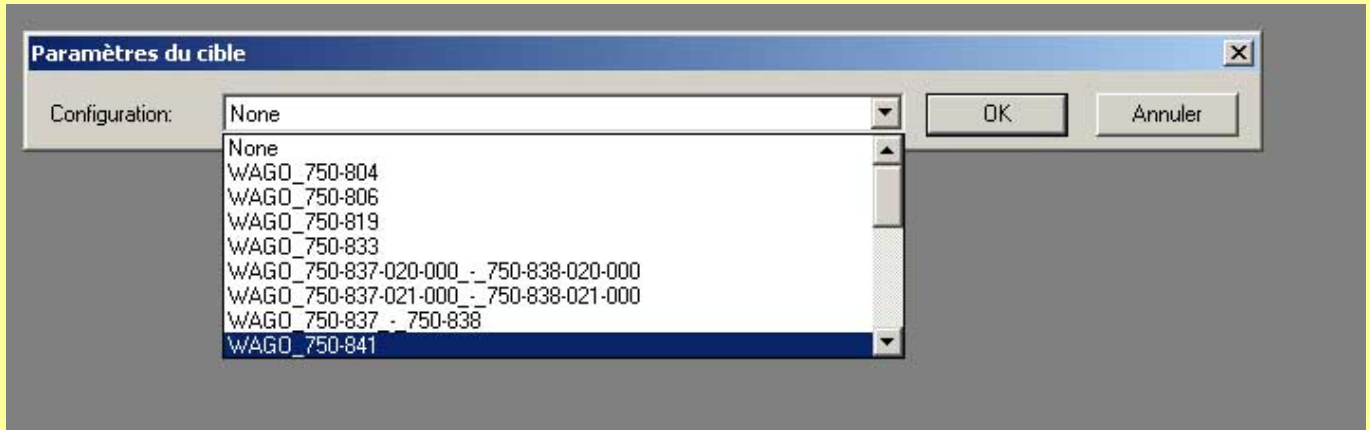 Paramètres du cible
Configuration: None OK Annuler
None
WAGO_750-804
WAGO_750-806
WAGO_750-819
WAGO_750-833
WAGO_750-837-020-000_-_750-838-020-000
WAGO_750-837-021-000_-_750-838-021-000
WAGO_750-837_-_750-838
WAGO_750-841